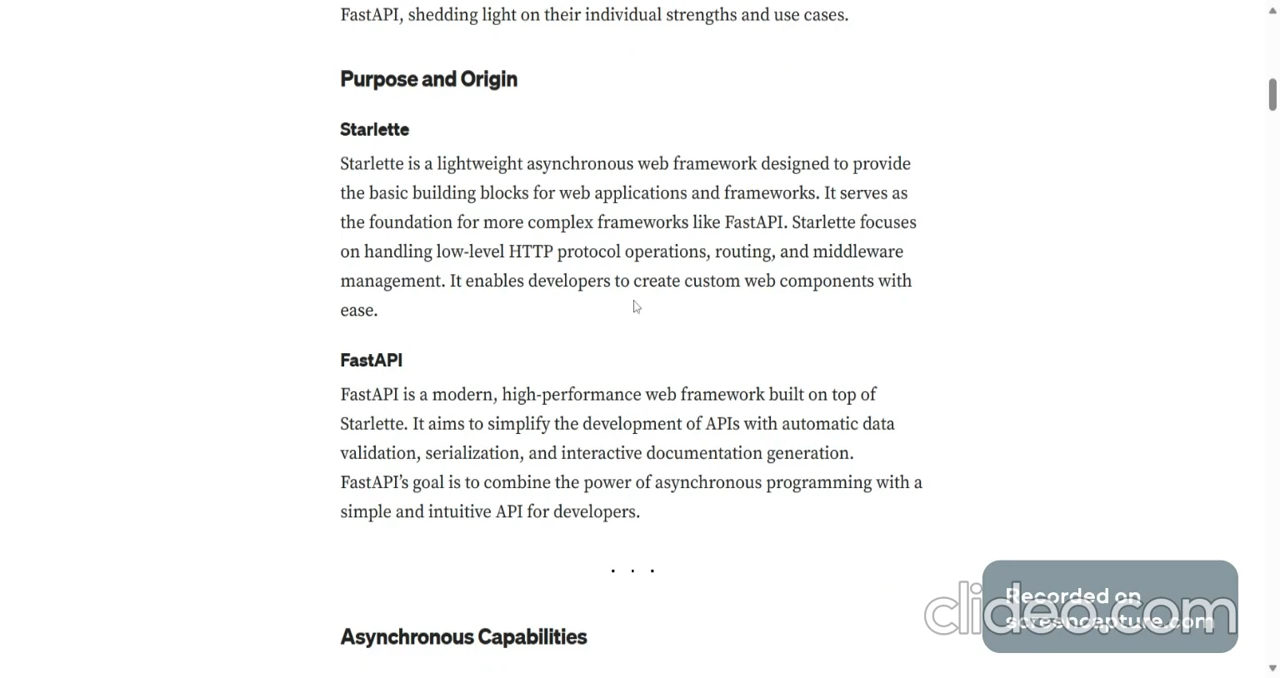 FastAPI, shedding light on their individual strengths and use cases.
Purpose and Origin
Starlette
Starlette is a lightweight asynchronous web framework designed to provide
the basic building blocks for web applications and frameworks. It serves as
the foundation for more complex frameworks like FastAPI. Starlette focuses
on handling low-level HTTP protocol operations, routing, and middleware
management. It enables developers to create custom web components with
ease.
FastAPI
FastAPI is a modern, high-performance web framework built on top of
Starlette. It aims to simplify the development of APIs with automatic data
validation, serialization, and interactive documentation generation.
FastAPI’s goal is to combine the power of asynchronous programming with a
simple and intuitive API for developers.
. . .
Asynchronous Capabilities
Recorded on
screencapture.com
clideo.com